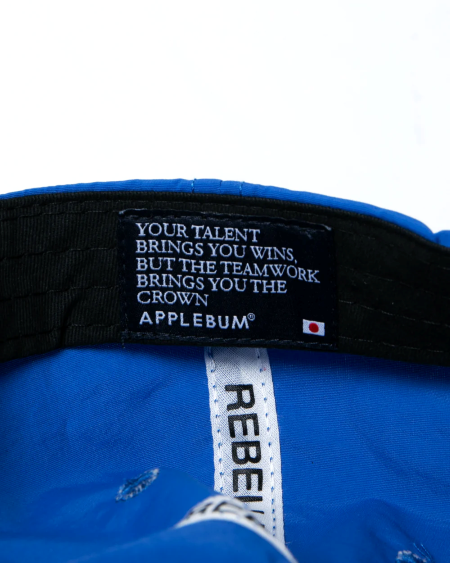 YOUR TALENT
BRINGS YOU WINS,
BUT THE TEAMWORK
BRINGS YOU THE
CROWN
APPLEBUM®